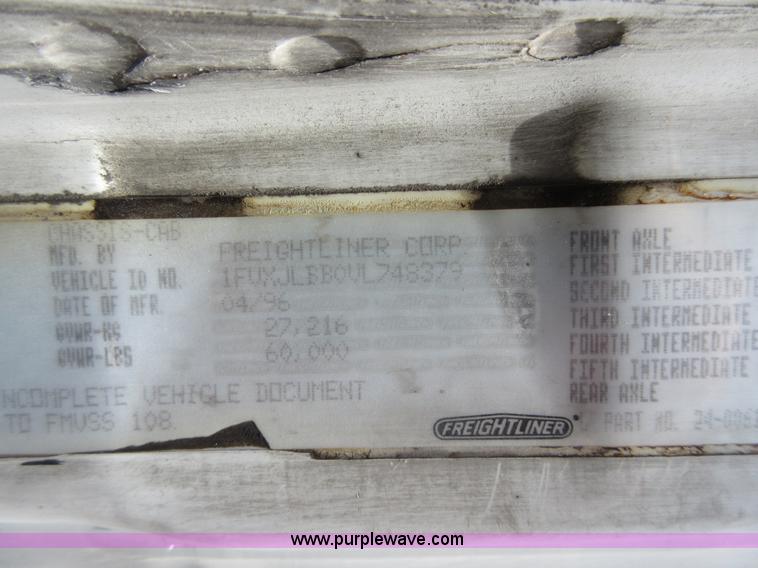 CHASSIS-CAB
MFD. BY FREIGHTLINER CORP.
VEHICLE ID NO. 1FVXJLBB0VL748379
DATE OF MFR. 04/96
GVWR-KG 27,216
GVWR-LBS 60,000
NCOMPLETE VEHICLE DOCUMENT
TO FMVSS 108.
FRONT AXLE
FIRST INTERMEDIATE
SECOND INTERMEDIATE
THIRD INTERMEDIATE
FOURTH INTERMEDIATE
FIFTH INTERMEDIATE
REAR AXLE
FREIGHTLINER
PART NO.
www.purplewave.com